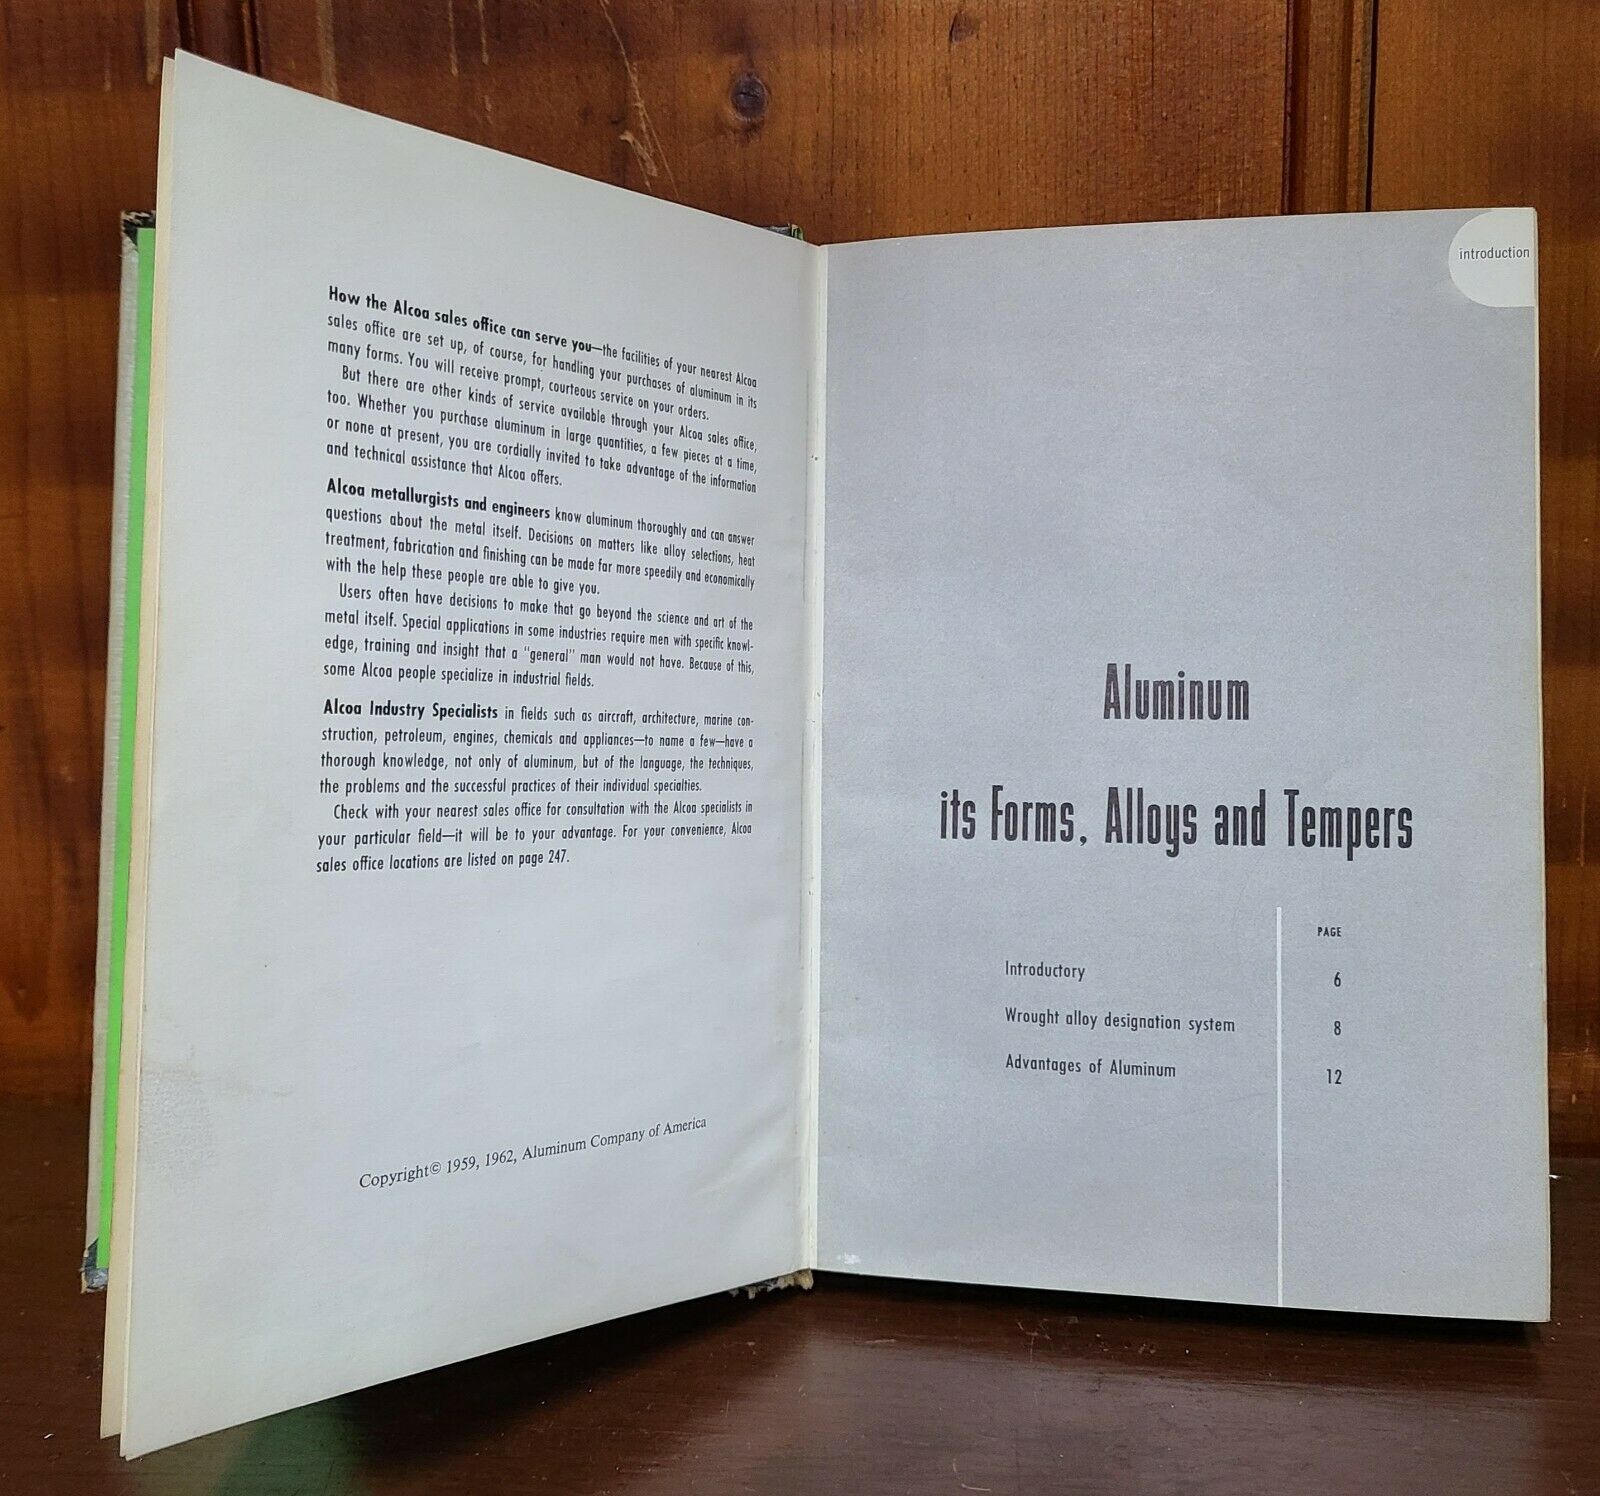 How the Alcoa sales office can serve you—the facilities of your nearest Alcoa
sales office are set up, of course, for handling your purchases of aluminum in its
many forms. You will receive prompt, courteous service on your orders.
But there are other kinds of service available through your Alcoa sales office,
too. Whether you purchase aluminum in large quantities, a few pieces at a time,
or none at present, you are cordially invited to take advantage of the information
and technical assistance that Alcoa offers.
Alcoa metallurgists and engineers know aluminum thoroughly and can answer
questions about the metal itself. Decisions on matters like alloy selections, heat
treatment, fabrication and finishing can be made far more speedily and economically
with the help these people are able to give you.
Users often have decisions to make that go beyond the science and art of the
metal itself. Special applications in some industries require men with specific knowl-
edge, training and insight that a "general" man would not have. Because of this,
some Alcoa people specialize in industrial fields.
Alcoa Industry Specialists in fields such as aircraft, architecture, marine con-
struction, petroleum, engines, chemicals and appliances—to name a few—have a
thorough knowledge, not only of aluminum, but of the language, the techniques,
the problems and the successful practices of their individual specialties.
Check with your nearest sales office for consultation with the Alcoa specialists in
your particular field—it will be to your advantage. For your convenience, Alcoa
sales office locations are listed on page 247.
Copyright© 1959, 1962, Aluminum Company of America
introduction
Aluminum
its Forms, Alloys and Tempers
PAGE
Introductory 6
Wrought alloy designation system 8
Advantages of Aluminum 12